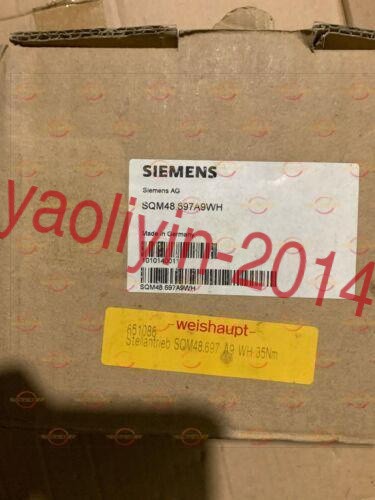 SIEMENS
Siemens AG
SQM48.697A9WH
Made in Germany
yaoliyin-2014
SQM48.697A9WH
-weishaupt-
651086
Stellantrieb SQM48.697 A9 WH 35Nm